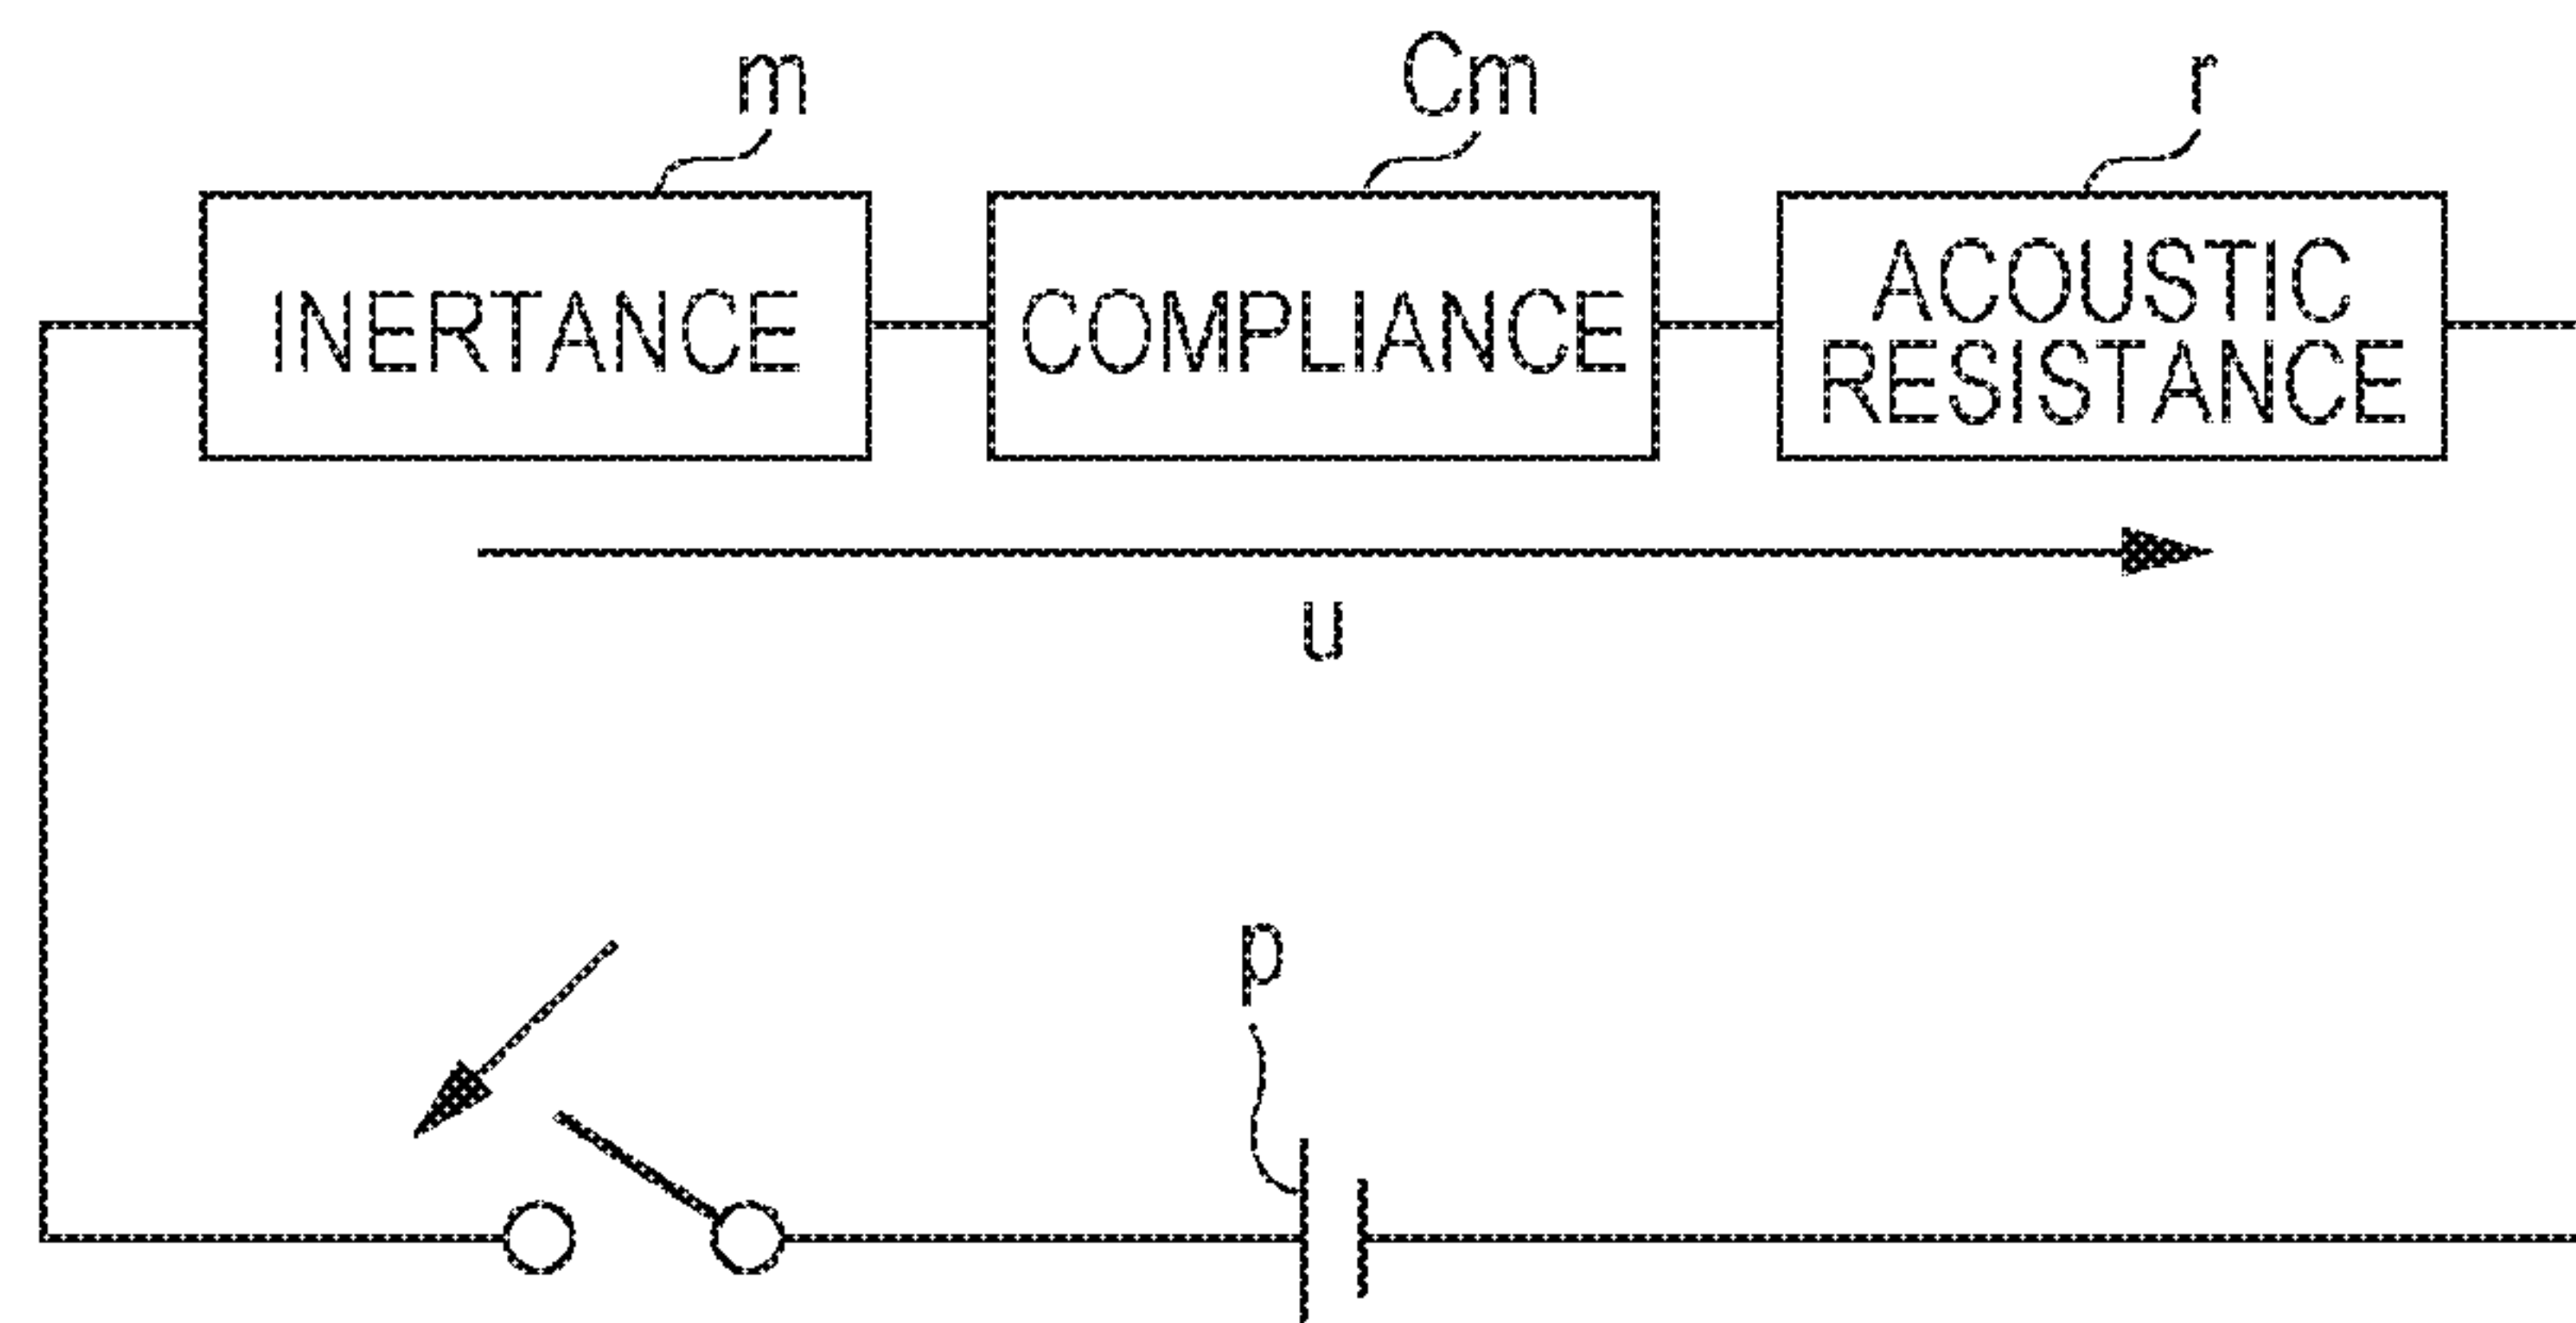 m
Cm
r
INERTANCE
COMPLIANCE
ACOUSTIC
RESISTANCE
u
p